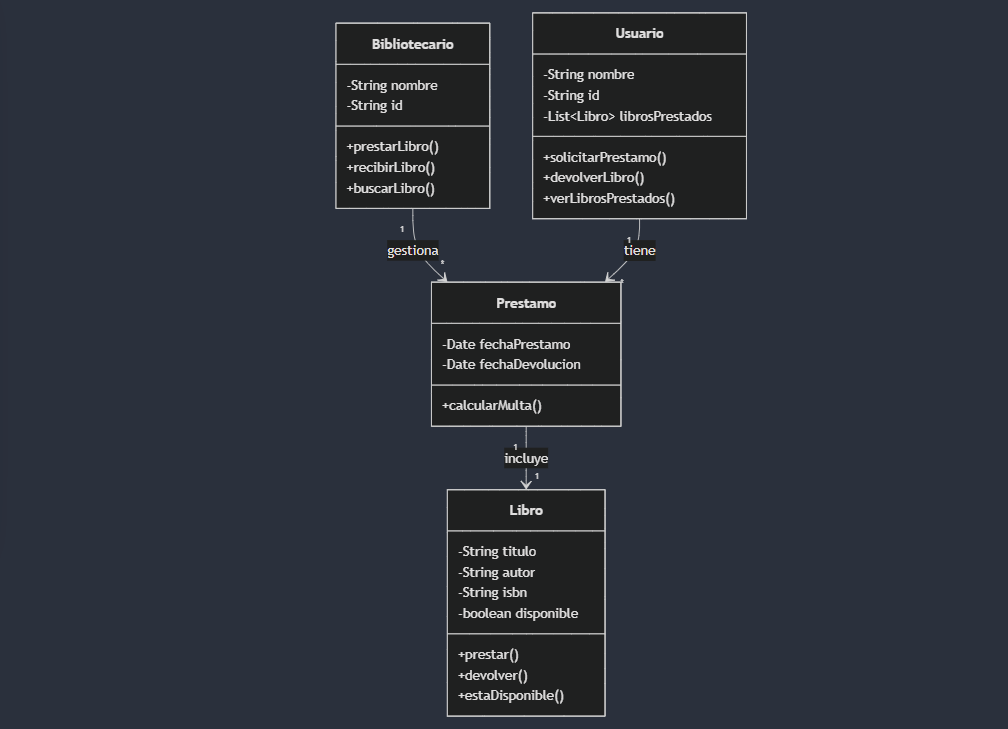 Bibliotecario
-String nombre
-String id
+prestarLibro()
+recibirLibro()
+buscarLibro()
Usuario
-String nombre
-String id
-List<Libro> librosPrestados
+solicitarPrestamo()
+devolverLibro()
+verLibrosPrestados()
1
gestiona
*
1
tiene
*
Prestamo
-Date fechaPrestamo
-Date fechaDevolucion
+calcularMulta()
1
incluye
1
Libro
-String titulo
-String autor
-String isbn
-boolean disponible
+prestar()
+devolver()
+estaDisponible()